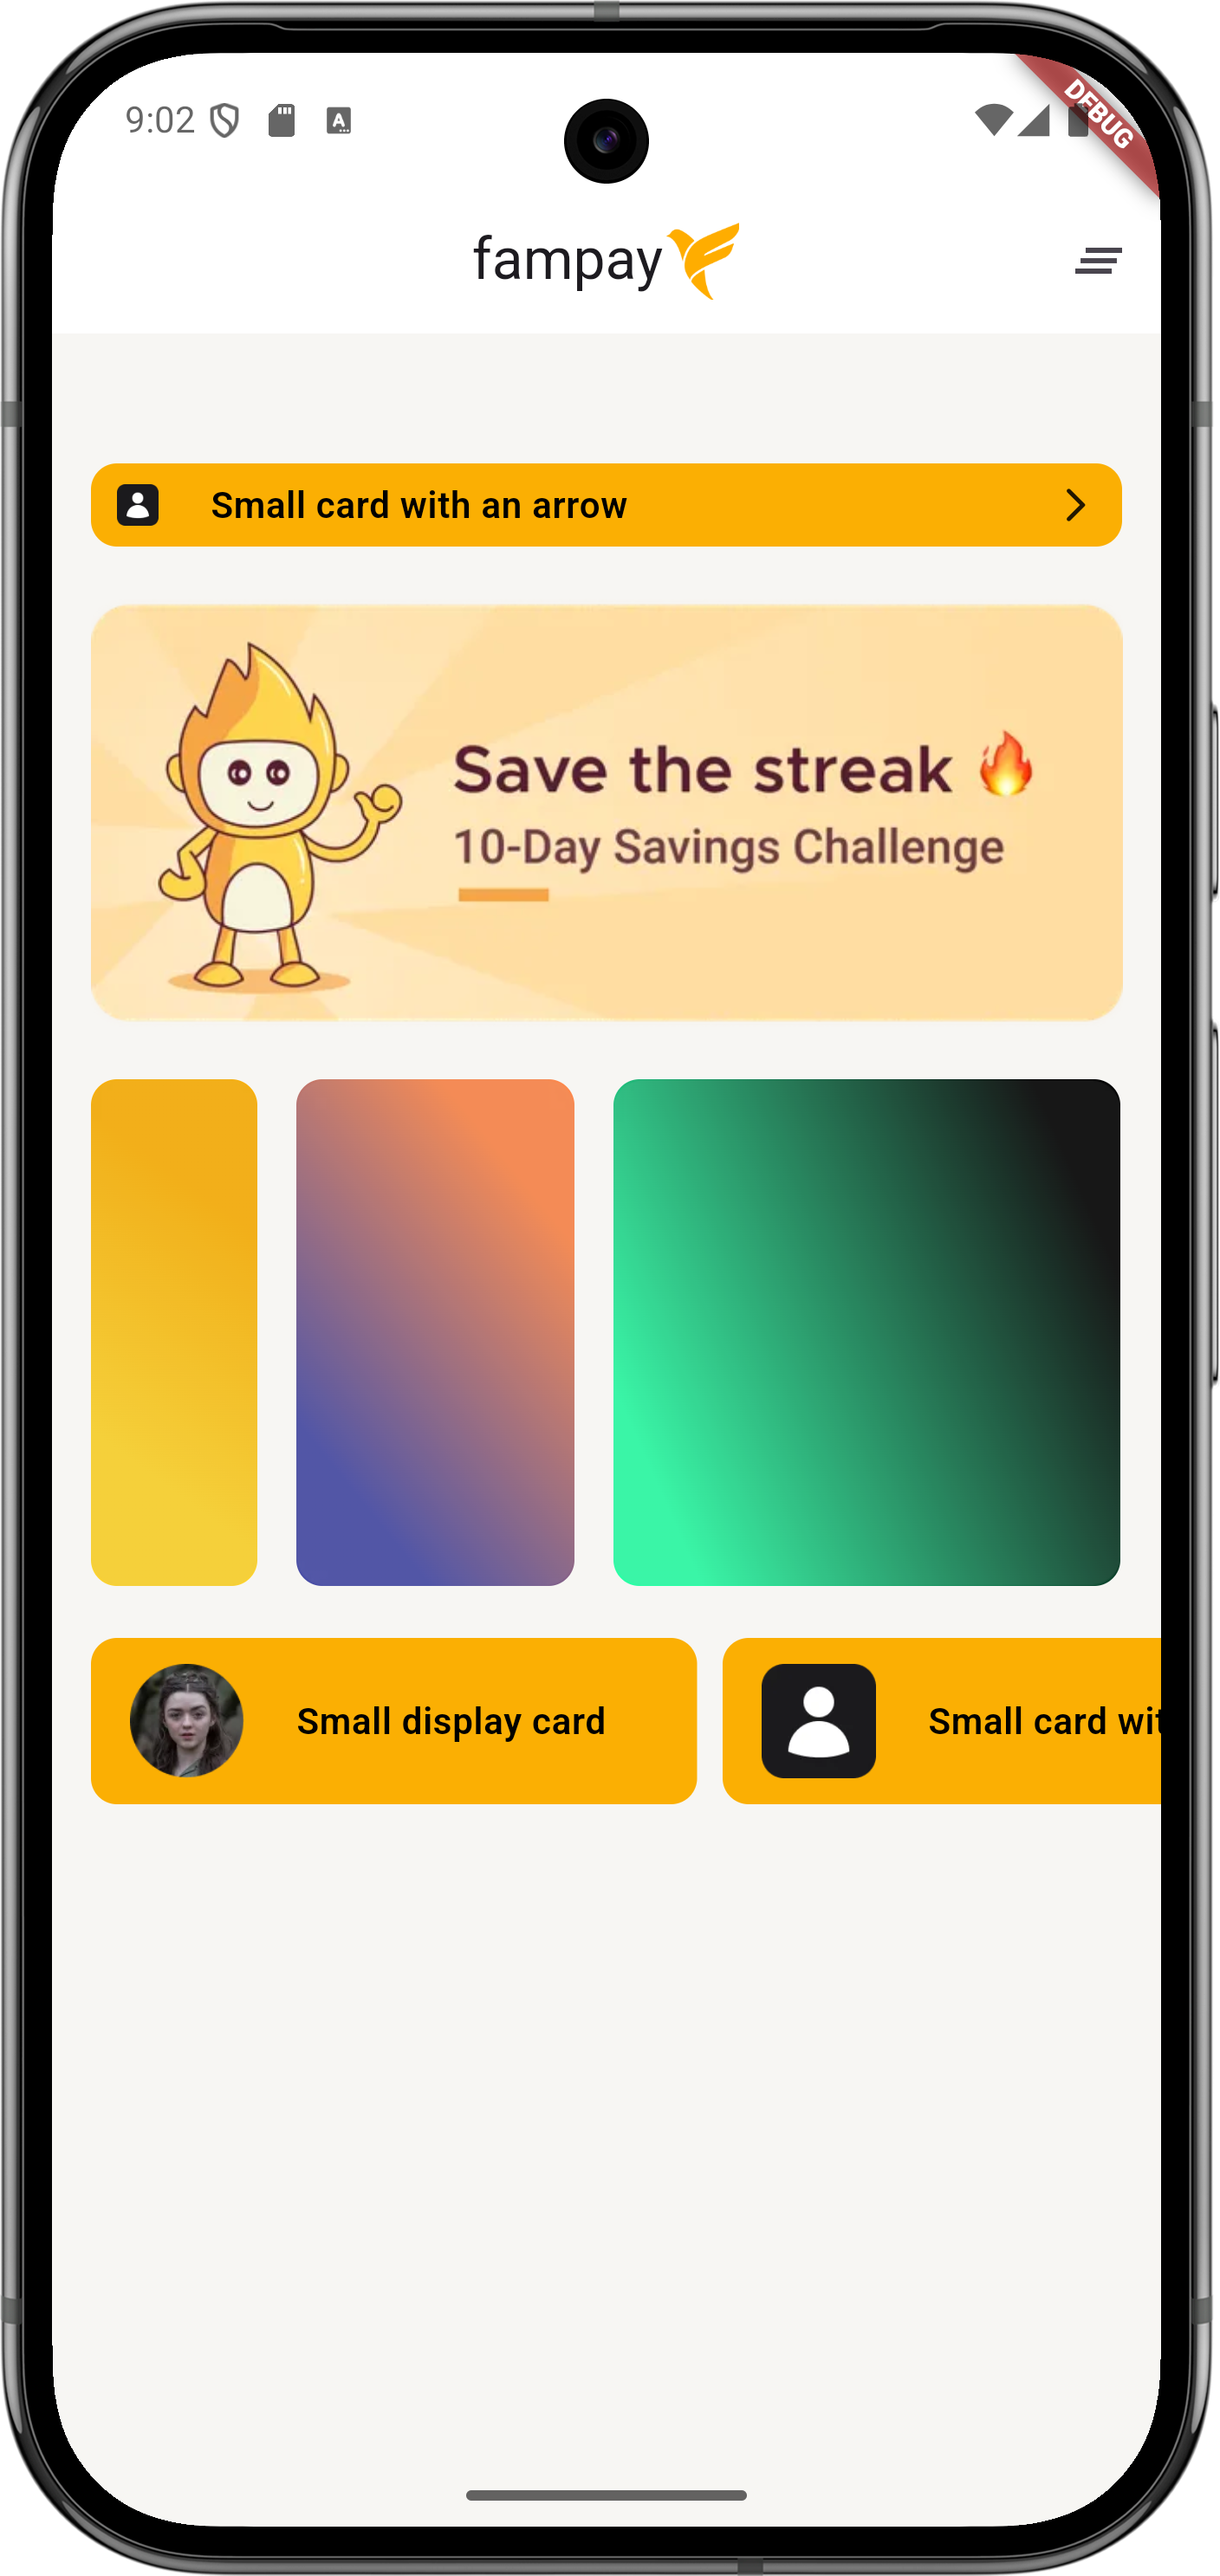 9:02
A
DEBUG
fampay
Small card with an arrow
Save the streak 🔥
10-Day Savings Challenge
Small display card
Small card wit